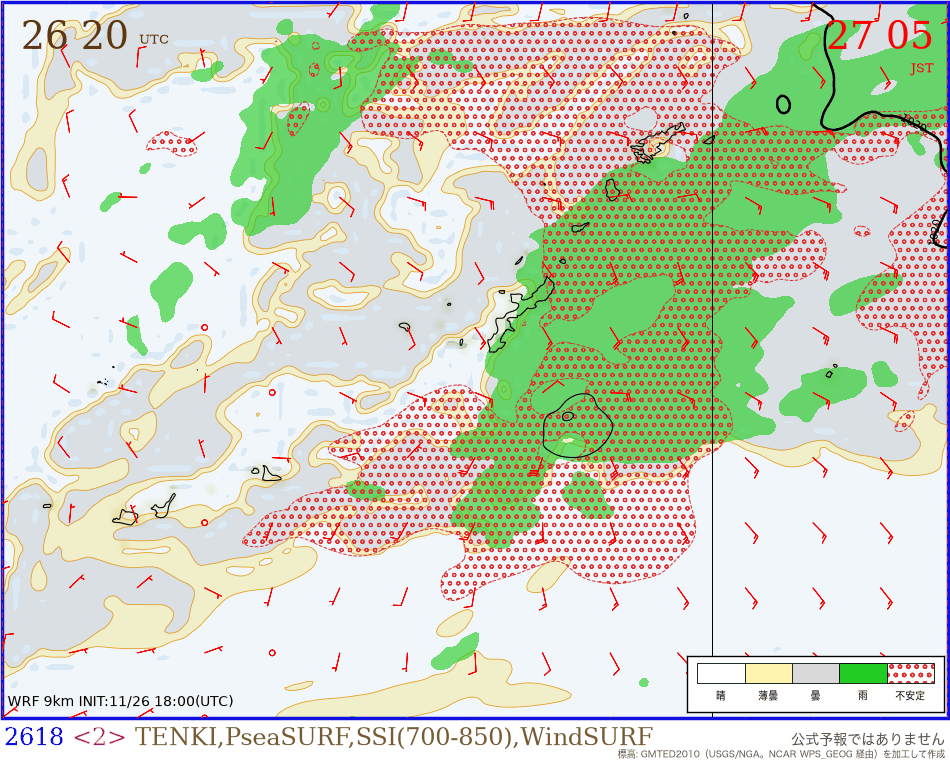 26 20 UTC
27 05
JST
1020
1020
晴 薄曇 曇 雨 不安定
WRF 9km INIT:11/26 18:00(UTC)
2618 <2> TENKI,PseaSURF,SSI(700-850),WindSURF
公式予報ではありません
標高: GMTED2010（USGS/NGA。NCAR WPS_GEOG 経由）を加工して作成